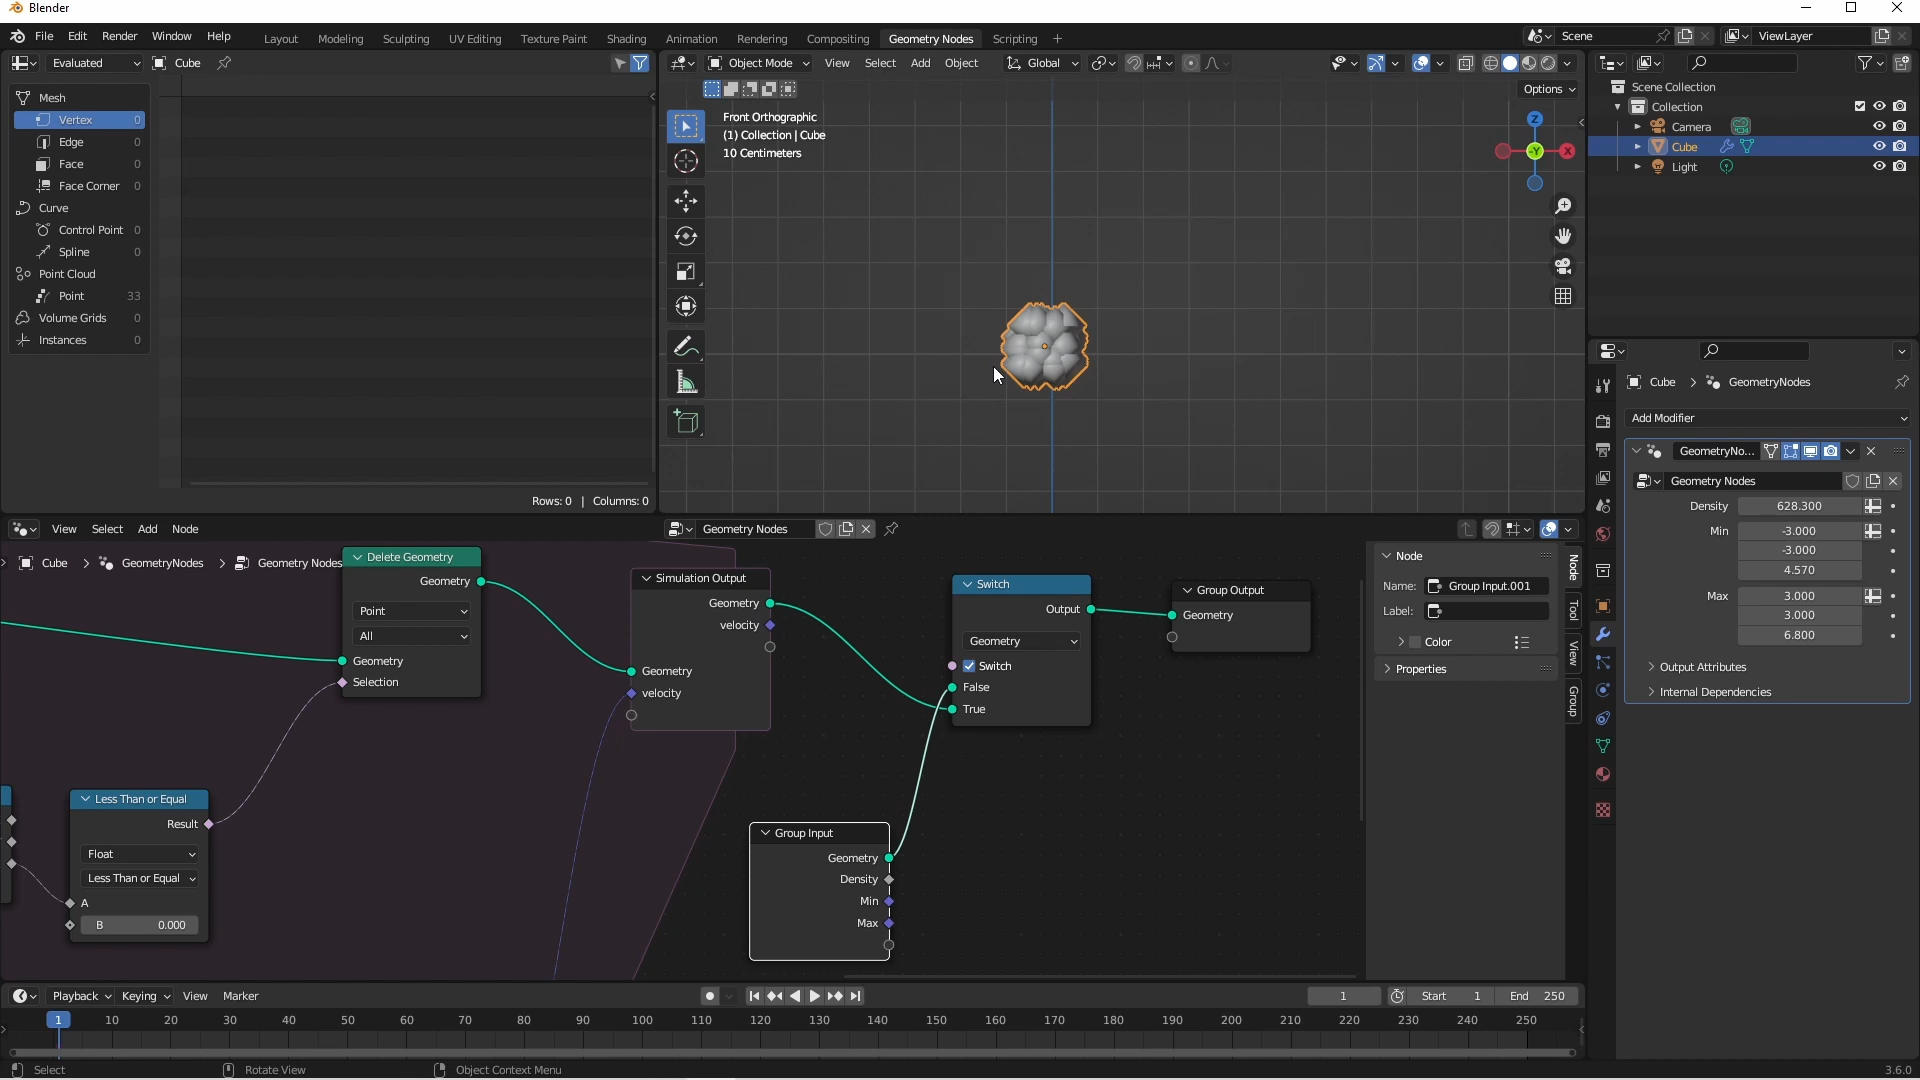 Blender
File Edit Render Window Help
Layout Modeling Sculpting UV Editing Texture Paint Shading Animation Rendering Compositing Geometry Nodes Scripting
Scene
ViewLayer
Evaluated
Cube
Mesh
Vertex 0
Edge 0
Face 0
Face Corner 0
Curve
Control Point 0
Spline 0
Point Cloud
Point 33
Volume Grids 0
Instances 0
Rows: 0 | Columns: 0
Object Mode View Select Add Object Global
Options
Front Orthographic
(1) Collection | Cube
10 Centimeters
Z
-Y
X
Scene Collection
Collection
Camera
Cube
Light
Cube GeometryNodes
Add Modifier
GeometryNo...
Geometry Nodes
Density 628.300
Min -3.000
-3.000
4.570
Max 3.000
3.000
6.800
Output Attributes
Internal Dependencies
View Select Add Node
Geometry Nodes
Cube GeometryNodes Geometry Nodes
Delete Geometry
Geometry
Point
All
Geometry
Selection
Simulation Output
Geometry
velocity
Geometry
velocity
Switch
Output
Geometry
Switch
False
True
Group Output
Geometry
Less Than or Equal
Result
Float
Less Than or Equal
A
B 0.000
Group Input
Geometry
Density
Min
Max
Node
Name: Group Input.001
Label:
Color
Properties
Node
Tool
View
Group
Playback Keying View Marker
1
Start 1
End 250
1 10 20 30 40 50 60 70 80 90 100 110 120 130 140 150 160 170 180 190 200 210 220 230 240 250
Select
Rotate View
Object Context Menu
3.6.0